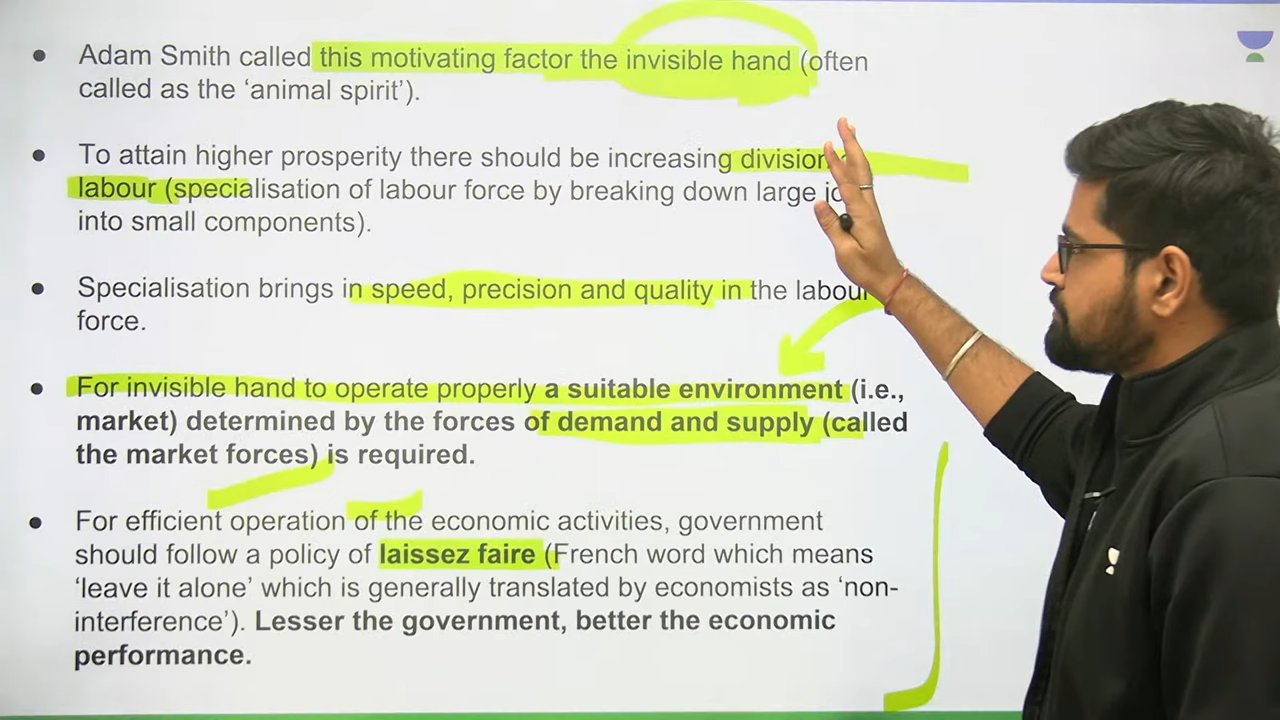 • Adam Smith called this motivating factor the invisible hand (often
called as the ‘animal spirit’).
• To attain higher prosperity there should be increasing division
labour (specialisation of labour force by breaking down large
into small components).
• Specialisation brings in speed, precision and quality in the labour
force.
• For invisible hand to operate properly a suitable environment (i.e.,
market) determined by the forces of demand and supply (called
the market forces) is required.
• For efficient operation of the economic activities, government
should follow a policy of laissez faire (French word which means
‘leave it alone’ which is generally translated by economists as ‘non-
interference’). Lesser the government, better the economic
performance.